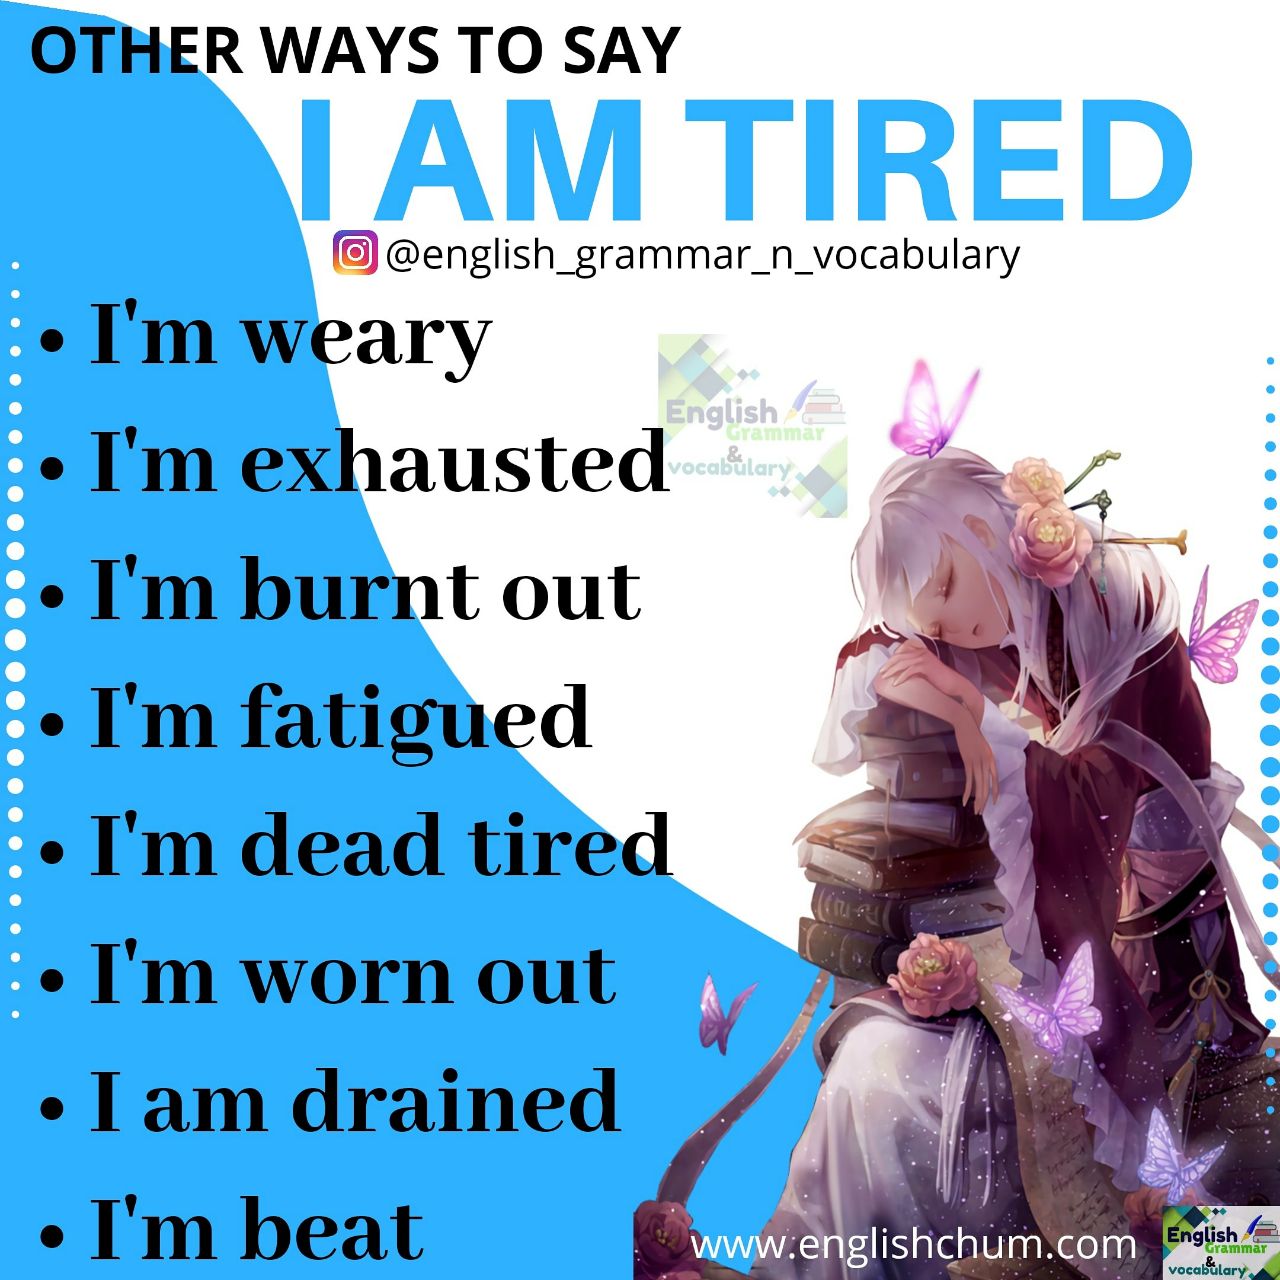 OTHER WAYS TO SAY
I AM TIRED
@english_grammar_n_vocabulary
• I'm weary
• I'm exhausted
• I'm burnt out
• I'm fatigued
• I'm dead tired
• I'm worn out
• I am drained
• I'm beat
English
Grammar
&
vocabulary
www.englishchum.com
English
Grammar
&
vocabulary